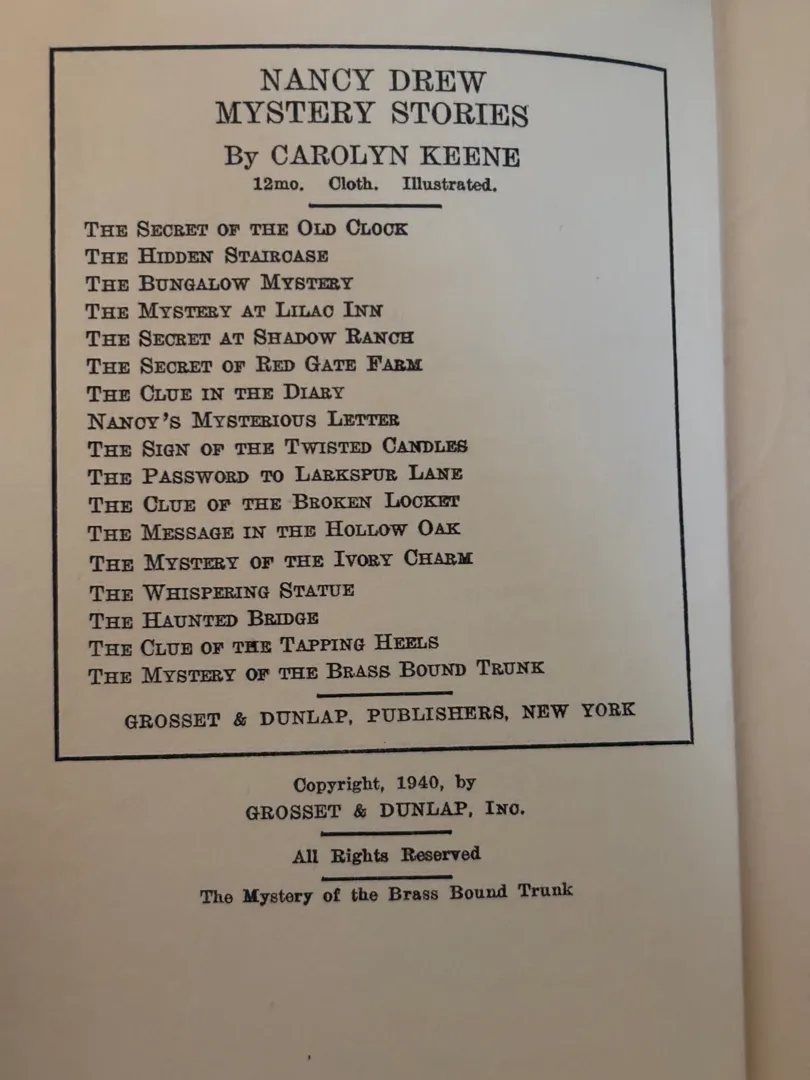 NANCY DREW
MYSTERY STORIES
By CAROLYN KEENE
12mo. Cloth. Illustrated.
THE SECRET OF THE OLD CLOCK
THE HIDDEN STAIRCASE
THE BUNGALOW MYSTERY
THE MYSTERY AT LILAC INN
THE SECRET AT SHADOW RANCH
THE SECRET OF RED GATE FARM
THE CLUE IN THE DIARY
NANCY'S MYSTERIOUS LETTER
THE SIGN OF THE TWISTED CANDLES
THE PASSWORD TO LARKSPUR LANE
THE CLUE OF THE BROKEN LOCKET
THE MESSAGE IN THE HOLLOW OAK
THE MYSTERY OF THE IVORY CHARM
THE WHISPERING STATUE
THE HAUNTED BRIDGE
THE CLUE OF THE TAPPING HEELS
THE MYSTERY OF THE BRASS BOUND TRUNK
GROSSET & DUNLAP, PUBLISHERS, NEW YORK
Copyright, 1940, by
GROSSET & DUNLAP, INC.
All Rights Reserved
The Mystery of the Brass Bound Trunk